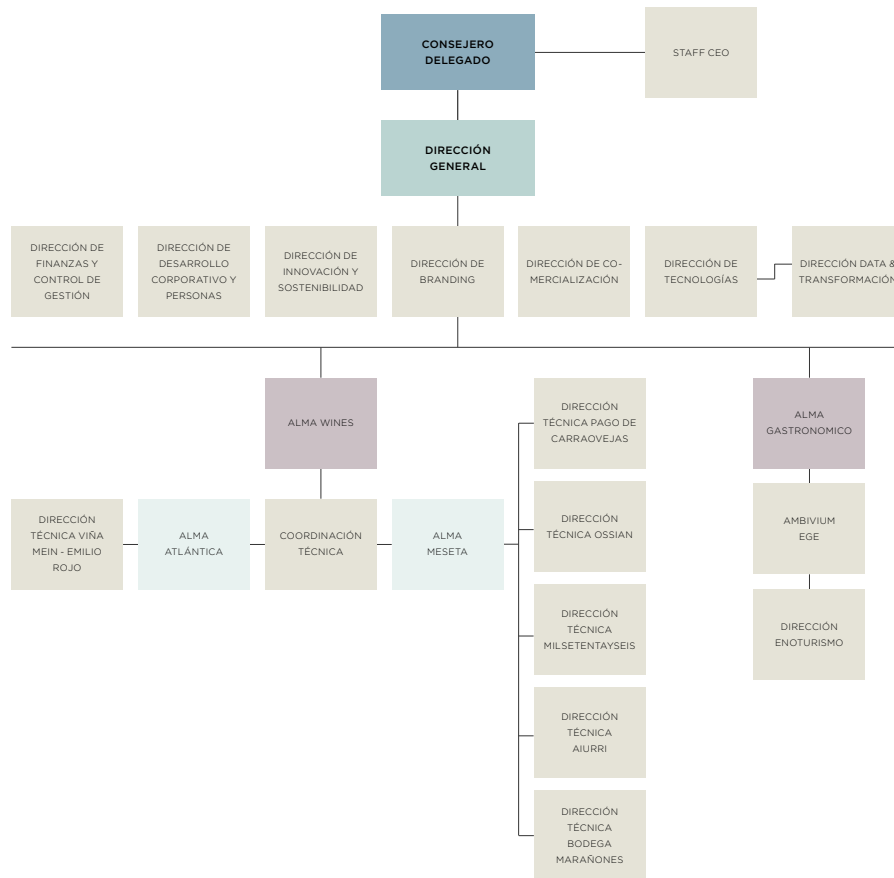 CONSEJERO
DELEGADO
STAFF CEO
DIRECCIÓN
GENERAL
DIRECCIÓN DE
FINANZAS Y
CONTROL DE
GESTIÓN
DIRECCIÓN DE
DESARROLLO
CORPORATIVO Y
PERSONAS
DIRECCIÓN DE
INNOVACIÓN Y
SOSTENIBILIDAD
DIRECCIÓN DE
BRANDING
DIRECCIÓN DE CO-
MERCIALIZACIÓN
DIRECCIÓN DE
TECNOLOGÍAS
DIRECCIÓN DATA &
TRANSFORMACIÓN
ALMA WINES
DIRECCIÓN
TÉCNICA PAGO DE
CARRAOVEJAS
ALMA
GASTRONOMICO
DIRECCIÓN
TÉCNICA VIÑA
MEIN - EMILIO
ROJO
ALMA
ATLÁNTICA
COORDINACIÓN
TÉCNICA
ALMA
MESETA
DIRECCIÓN
TÉCNICA OSSIAN
AMBIVIUM
EGE
DIRECCIÓN
TÉCNICA
MILSETENTAYSEIS
DIRECCIÓN
ENOTURISMO
DIRECCIÓN
TÉCNICA
AIURRI
DIRECCIÓN
TÉCNICA
BODEGA
MARAÑONES